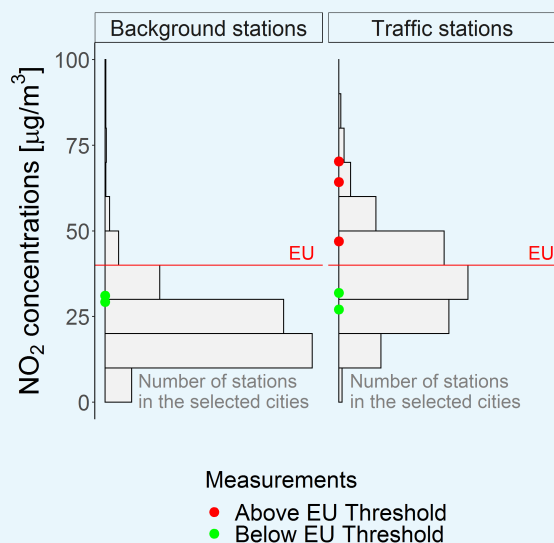 Background stations
Traffic stations
NO₂ concentrations [µg/m³]
100
75
50
25
0
EU
EU
Number of stations
in the selected cities
Number of stations
in the selected cities
Measurements
Above EU Threshold
Below EU Threshold